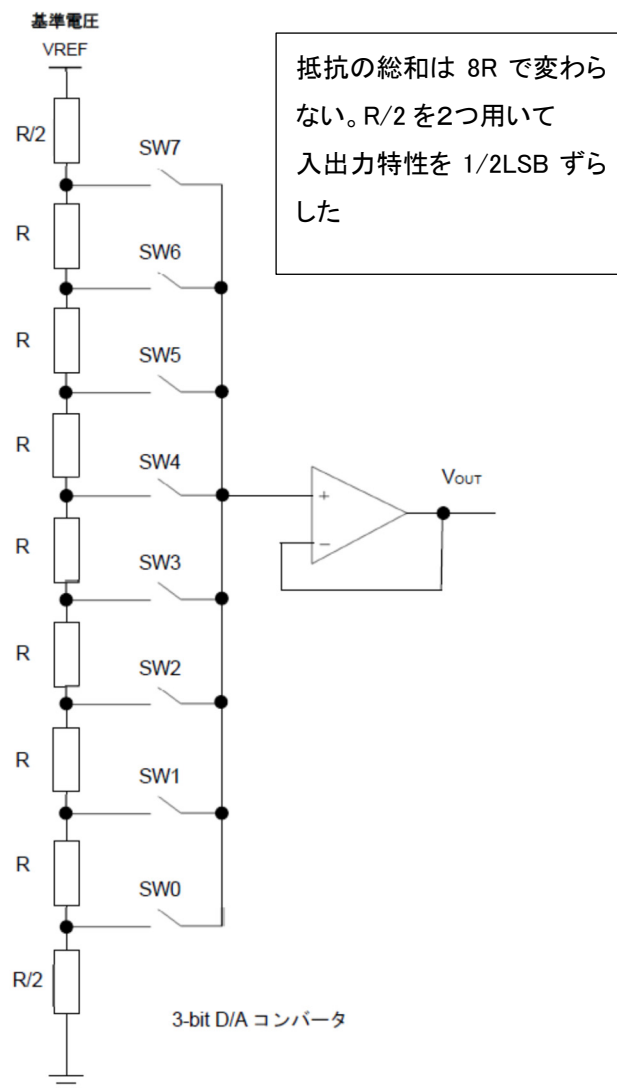 基準電圧
VREF
抵抗の総和は 8R で変わら
ない。R/2 を2つ用いて
入出力特性を 1/2LSB ずら
した
R/2
SW7
R
SW6
R
SW5
R
SW4
R
VOUT
+
−
R
SW3
R
SW2
R
SW1
R
SW0
R/2
3-bit D/A コンバータ